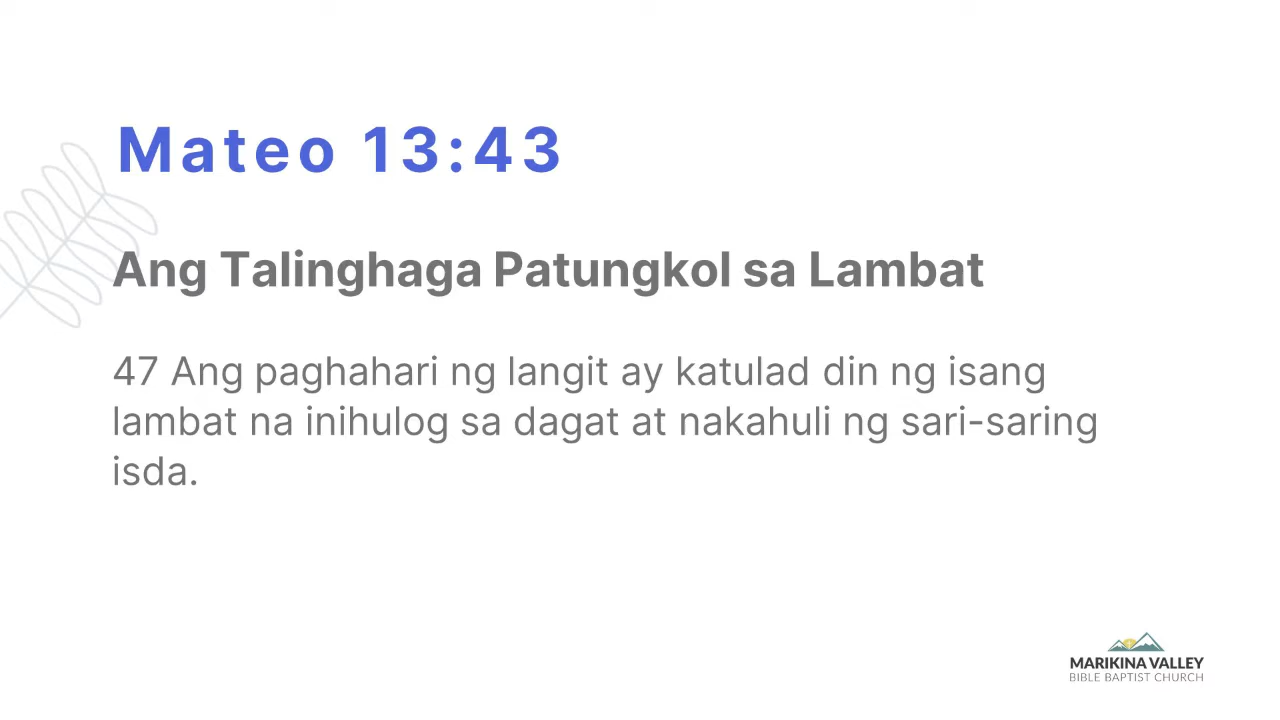 Mateo 13:43
Ang Talinghaga Patungkol sa Lambat
47 Ang paghahari ng langit ay katulad din ng isang
lambat na inihulog sa dagat at nakahuli ng sari-saring
isda.
MARIKINA VALLEY
BIBLE BAPTIST CHURCH